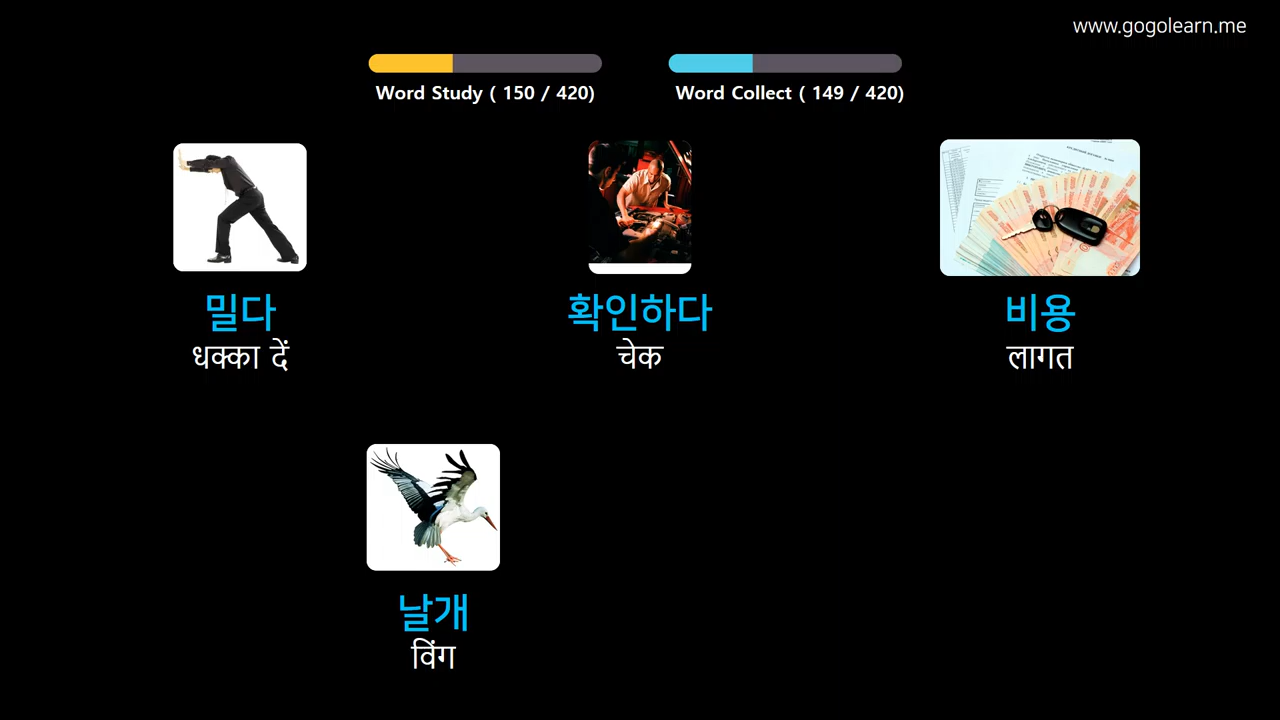 www.gogolearn.me
Word Study ( 150 / 420)
Word Collect ( 149 / 420)
밀다
धक्का दें
확인하다
चेक
비용
लागत
날개
विंग